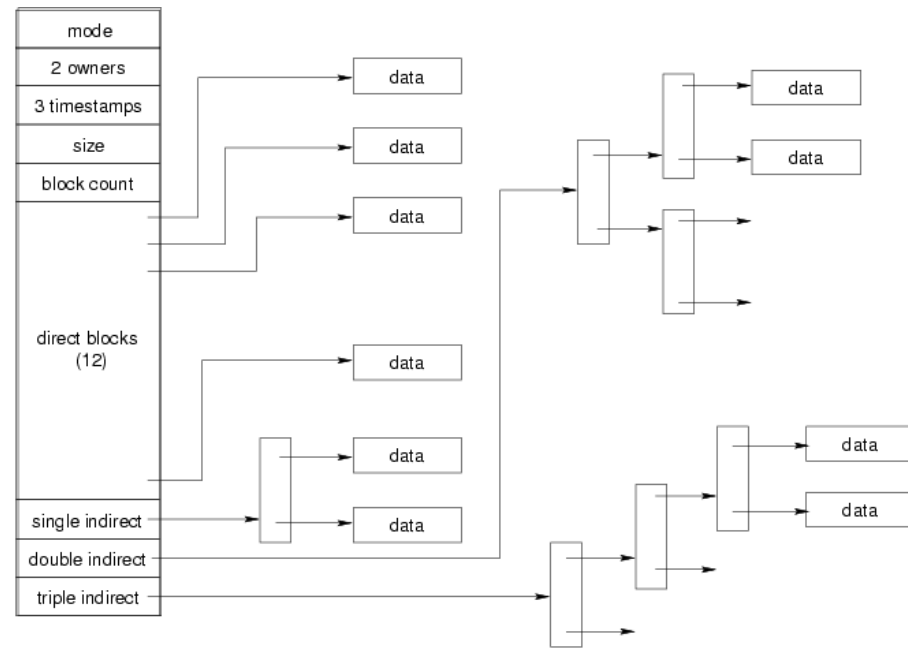 mode
2 owners
3 timestamps
size
block count
direct blocks
(12)
single indirect
double indirect
triple indirect
data
data
data
data
data
data
data
data
data
data